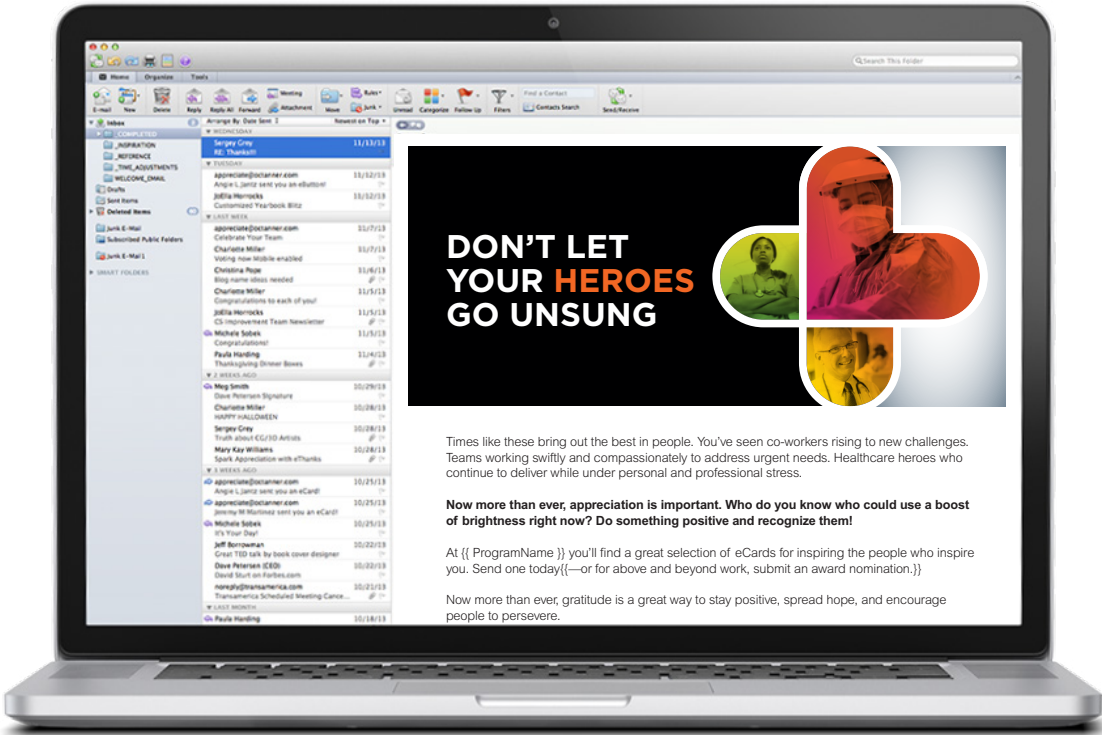 Search This Folder
Home Organize Tools
E-mail New Delete Reply Reply All Forward Meeting Attachment Move Rules Junk Unread Categorize Follow Up Filters Find a Contact Contacts Search Send/Receive
Inbox
_COMPLETED
_INSPIRATION
_REFERENCE
_TIME_ADJUSTMENTS
WELCOME_EMAIL
Drafts
Sent Items
Deleted Items
Junk E-Mail
Subscribed Public Folders
Junk E-Mail1
SMART FOLDERS
Arrange By: Date Sent Newest on Top
WEDNESDAY
Sergey Grey 11/13/13
RE: Thanks!!!
TUESDAY
appreciate@octanner.com 11/12/13
Angie L Jantz sent you an eButton!
JoElla Horrocks 11/12/13
Customized Yearbook Blitz
LAST WEEK
appreciate@octanner.com 11/7/13
Celebrate Your Team
Charlotte Miller 11/7/13
Voting now Mobile enabled
Christina Pope 11/6/13
Blog name ideas needed
Charlotte Miller 11/5/13
Congratulations to each of you!
JoElla Horrocks 11/5/13
CS Improvement Team Newsletter
Michele Sobek 11/5/13
Congratulations!
Paula Harding 11/4/13
Thanksgiving Dinner Boxes
2 WEEKS AGO
Meg Smith 10/29/13
Dave Petersen Signature
Charlotte Miller 10/28/13
HAPPY HALLOWEEN
Sergey Grey 10/28/13
Truth about CG/3D Artists
Mary Kay Williams 10/28/13
Spark Appreciation with eThanks
3 WEEKS AGO
appreciate@octanner.com 10/25/13
Angie L Jantz sent you an eCard!
appreciate@octanner.com 10/25/13
Jeremy M Martinez sent you an eCard!
Michele Sobek 10/25/13
It's Your Day!
Jeff Borrowman 10/22/13
Great TED talk by book cover designer
Dave Petersen (CEO) 10/22/13
David Sturt on Forbes.com
noreply@transamerica.com 10/21/13
Transamerica Scheduled Meeting Cance...
LAST MONTH
Paula Harding 10/18/13
DON'T LET
YOUR HEROES
GO UNSUNG
Times like these bring out the best in people. You've seen co-workers rising to new challenges.
Teams working swiftly and compassionately to address urgent needs. Healthcare heroes who
continue to deliver while under personal and professional stress.
Now more than ever, appreciation is important. Who do you know who could use a boost
of brightness right now? Do something positive and recognize them!
At {{ ProgramName }} you'll find a great selection of eCards for inspiring the people who inspire
you. Send one today{{—or for above and beyond work, submit an award nomination.}}
Now more than ever, gratitude is a great way to stay positive, spread hope, and encourage
people to persevere.